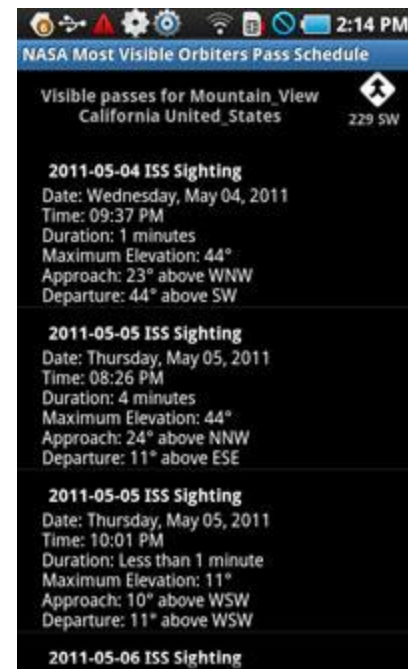 2:14 PM
NASA Most Visible Orbiters Pass Schedule
Visible passes for Mountain_View
California United_States
229 SW
2011-05-04 ISS Sighting
Date: Wednesday, May 04, 2011
Time: 09:37 PM
Duration: 1 minutes
Maximum Elevation: 44°
Approach: 23° above WNW
Departure: 44° above SW
2011-05-05 ISS Sighting
Date: Thursday, May 05, 2011
Time: 08:26 PM
Duration: 4 minutes
Maximum Elevation: 44°
Approach: 24° above NNW
Departure: 11° above ESE
2011-05-05 ISS Sighting
Date: Thursday, May 05, 2011
Time: 10:01 PM
Duration: Less than 1 minute
Maximum Elevation: 11°
Approach: 10° above WSW
Departure: 11° above WSW
2011-05-06 ISS Sighting